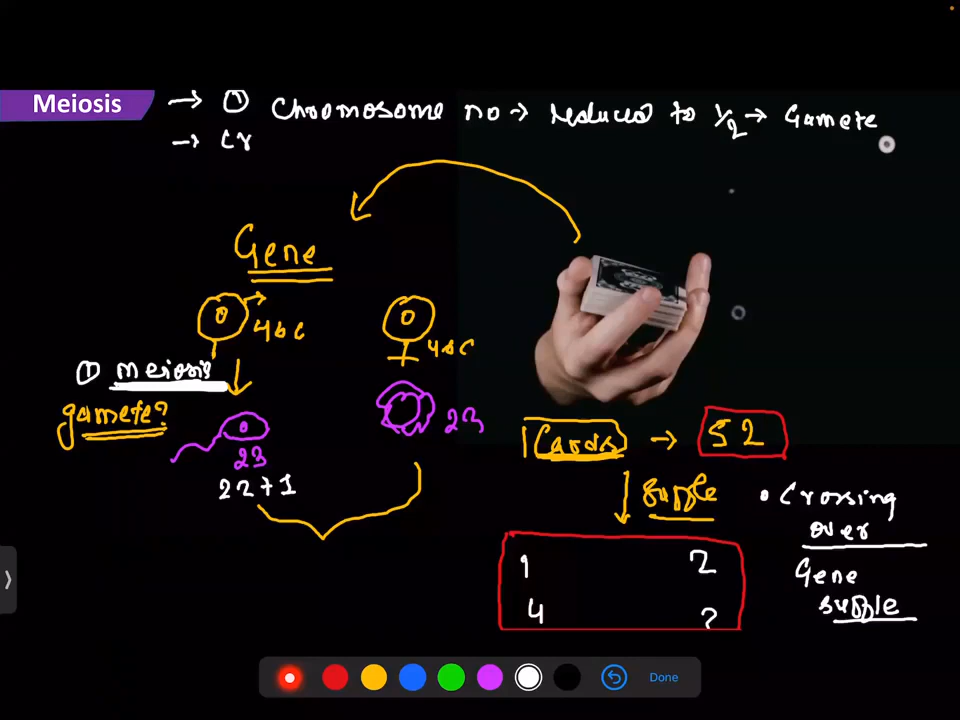 Meiosis → ① Chromosome no → reduced to 1/2 → Gamete
→ Cr
Gene
46C
46C
① meiosis
gamete?
23
23
22+1
Cards → 52
suffle
1 2
4 ?
• Crossing
over
Gene
suffle
Done